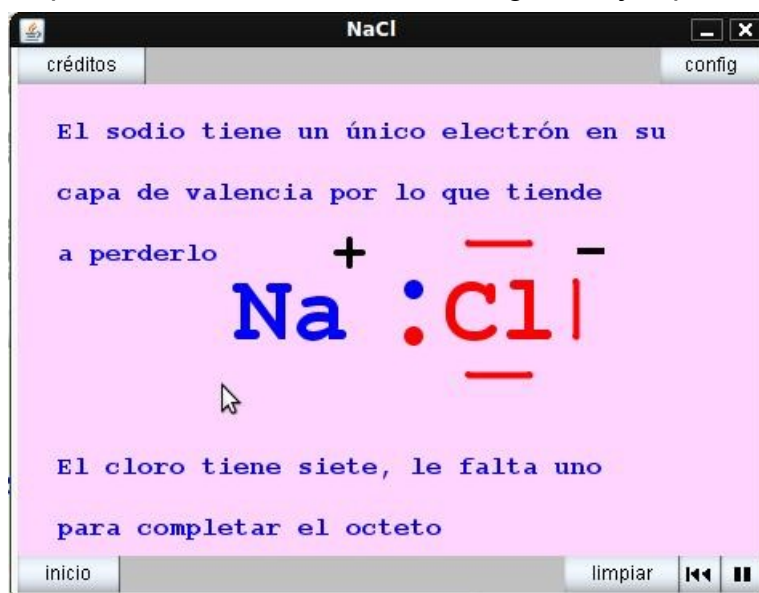 NaCl
créditos
config
El sodio tiene un único electrón en su
capa de valencia por lo que tiende
a perderlo
+ −
Na :Cl
El cloro tiene siete, le falta uno
para completar el octeto
inicio
limpiar